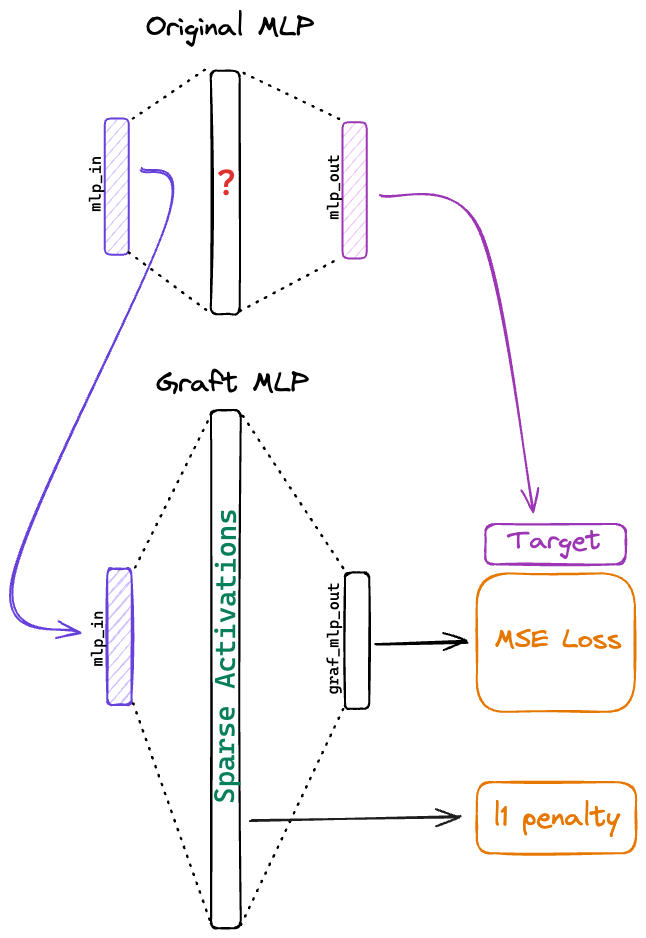 Original MLP
mlp_in
?
mlp_out
Graft MLP
mlp_in
Sparse Activations
graf_mlp_out
Target
MSE Loss
l1 penalty